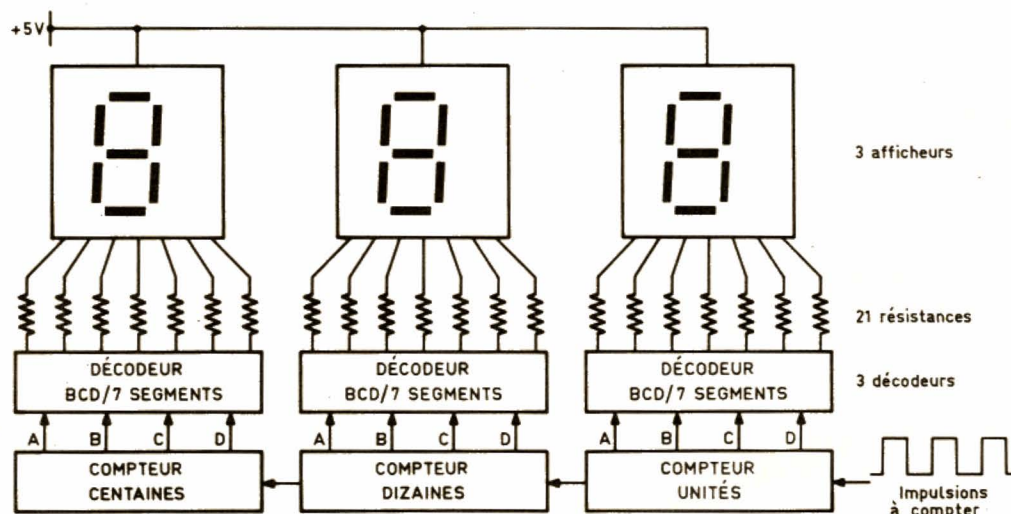 +5V
3 afficheurs
21 résistances
DÉCODEUR
BCD/7 SEGMENTS
DÉCODEUR
BCD/7 SEGMENTS
DÉCODEUR
BCD/7 SEGMENTS
3 décodeurs
A B C D
A B C D
A B C D
COMPTEUR
CENTAINES
COMPTEUR
DIZAINES
COMPTEUR
UNITÉS
Impulsions
à compter